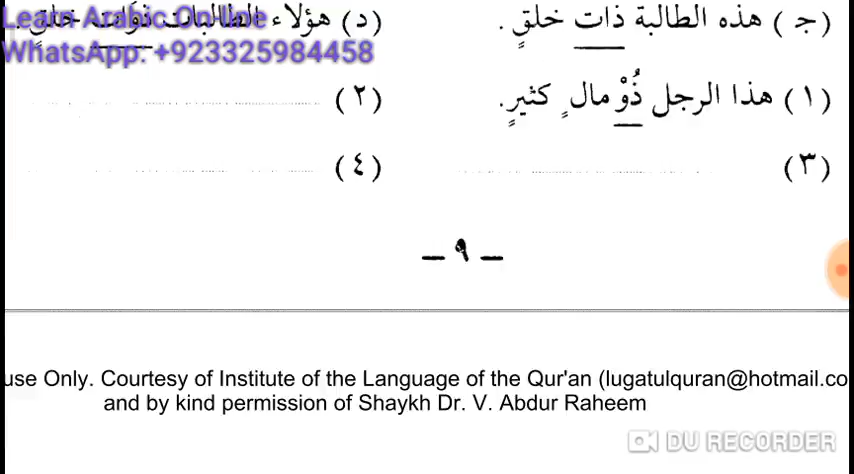 Learn Arabic Online
WhatsApp: +923325984458
(جـ) هذه الطالبة ذات خلقٍ . (د) هؤلاء الطالبات ذوات خلقٍ .
(١) هذا الرجل ذُوْ مالٍ كثيرٍ. (٢)
(٣) (٤)
– ٩ –
use Only. Courtesy of Institute of the Language of the Qur'an (lugatulquran@hotmail.co
and by kind permission of Shaykh Dr. V. Abdur Raheem
DU RECORDER